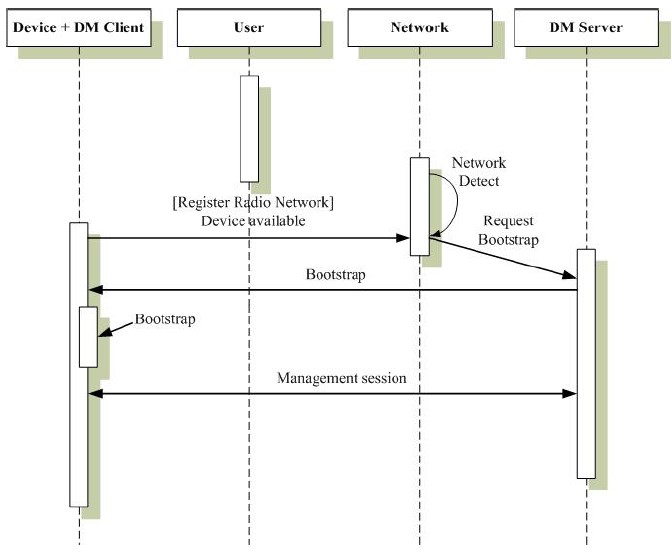 Device + DM Client
User
Network
DM Server
Network
Detect
[Register Radio Network]
Device available
Request
Bootstrap
Bootstrap
Bootstrap
Management session